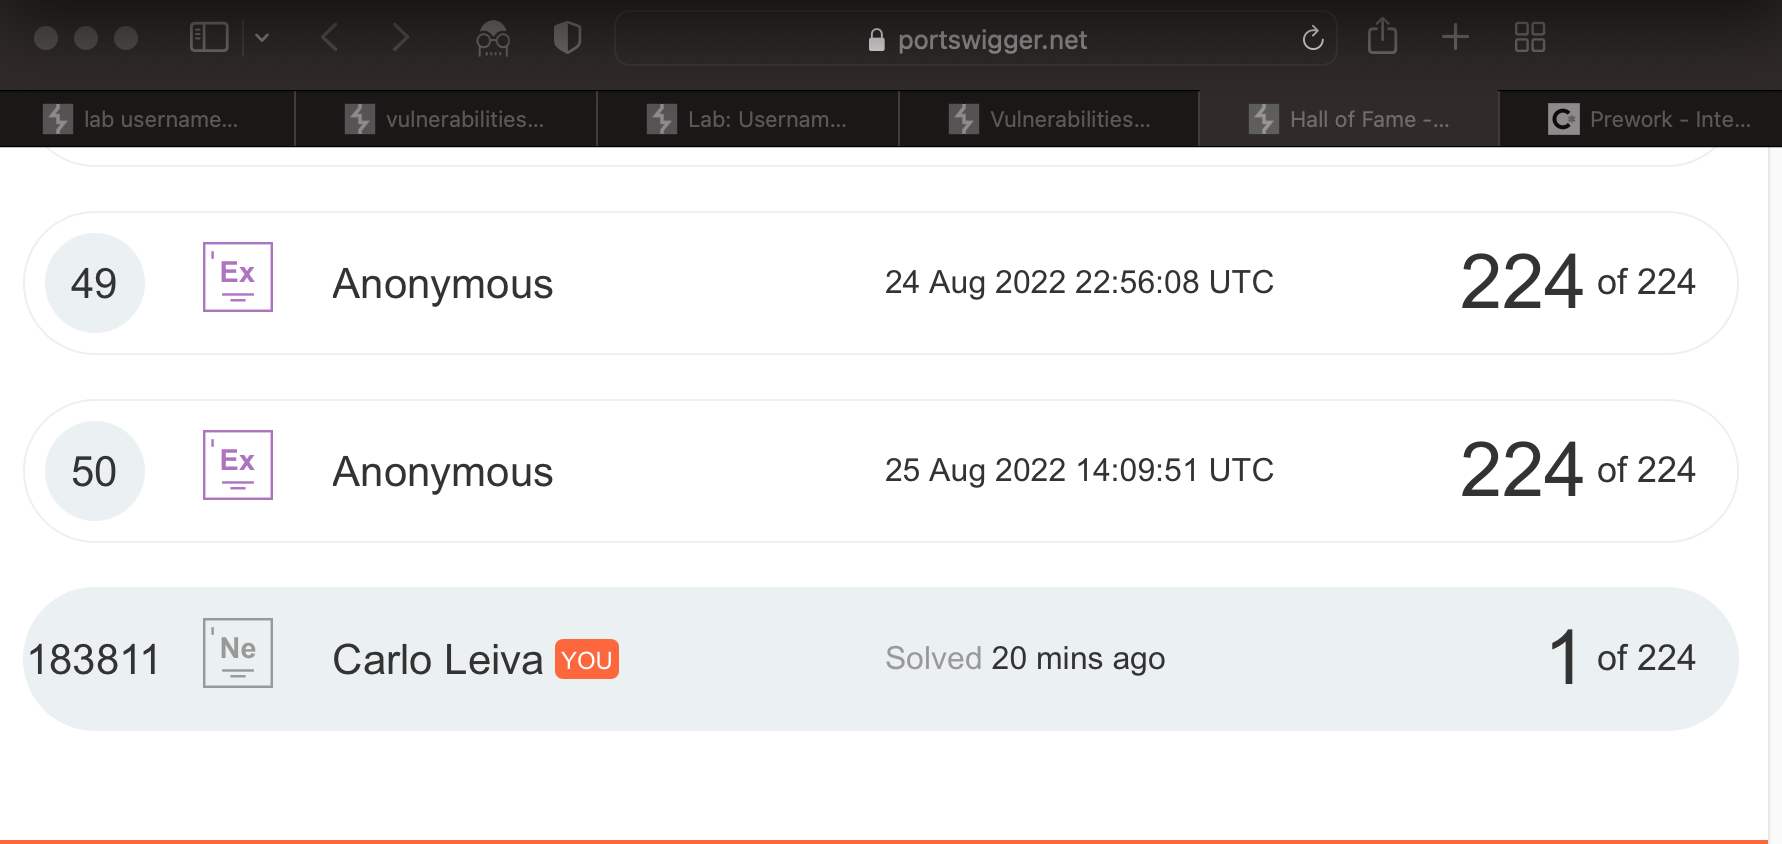 portswigger.net
lab username...
vulnerabilities...
Lab: Usernam...
Vulnerabilities...
Hall of Fame -...
C*
Prework - Inte...
49 'Ex Anonymous 24 Aug 2022 22:56:08 UTC 224 of 224
50 'Ex Anonymous 25 Aug 2022 14:09:51 UTC 224 of 224
183811 'Ne Carlo Leiva YOU Solved 20 mins ago 1 of 224